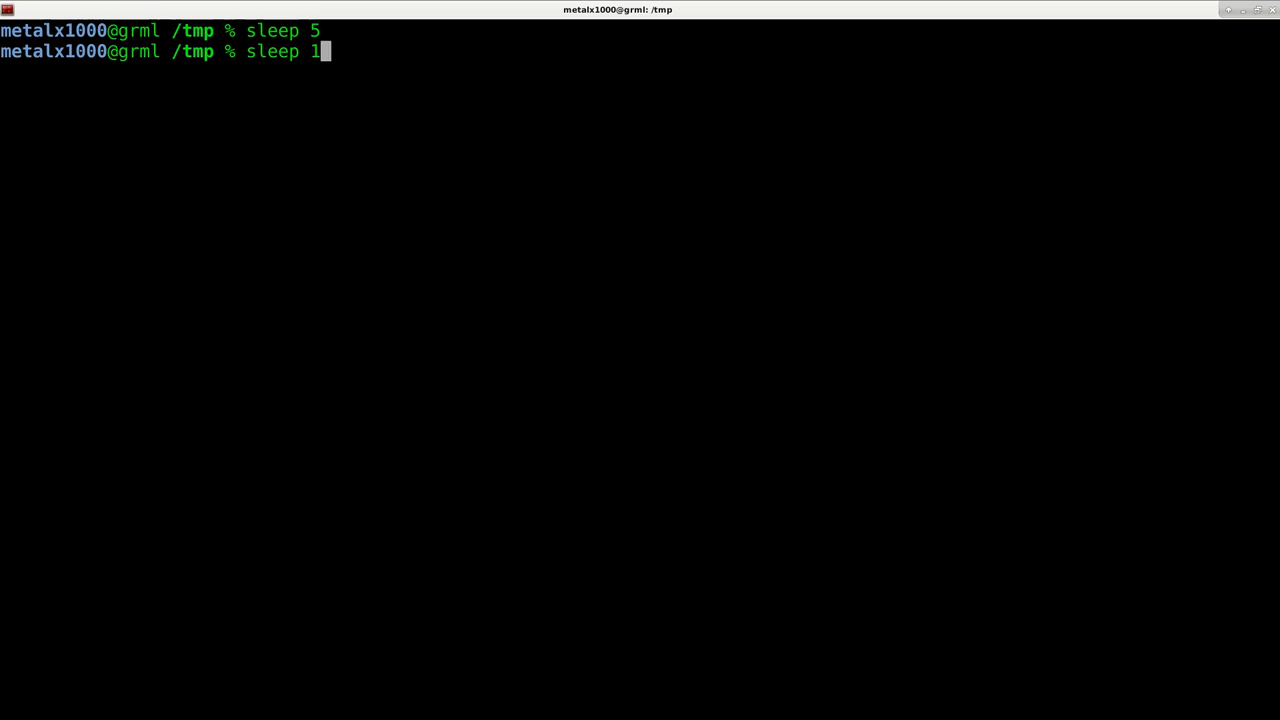 metalx1000@grml: /tmp
metalx1000@grml /tmp % sleep 5
metalx1000@grml /tmp % sleep 1